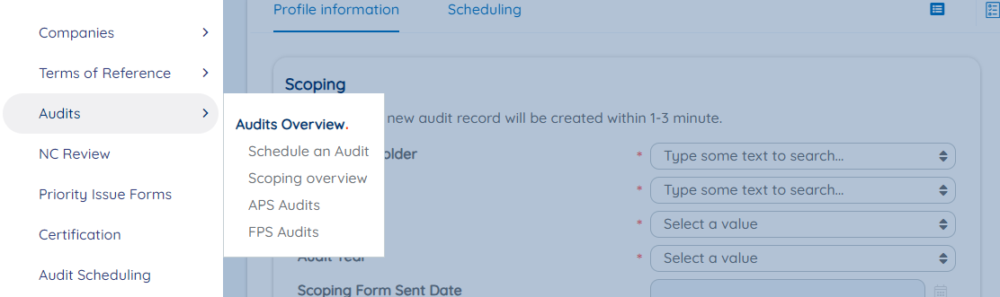 Profile information
Scheduling
Companies
Terms of Reference
Audits
NC Review
Priority Issue Forms
Certification
Audit Scheduling
Audits Overview.
Schedule an Audit
Scoping overview
APS Audits
FPS Audits
Scoping
new audit record will be created within 1-3 minute.
older
* Type some text to search...
* Type some text to search...
* Select a value
Audit Year
* Select a value
Scoping Form Sent Date